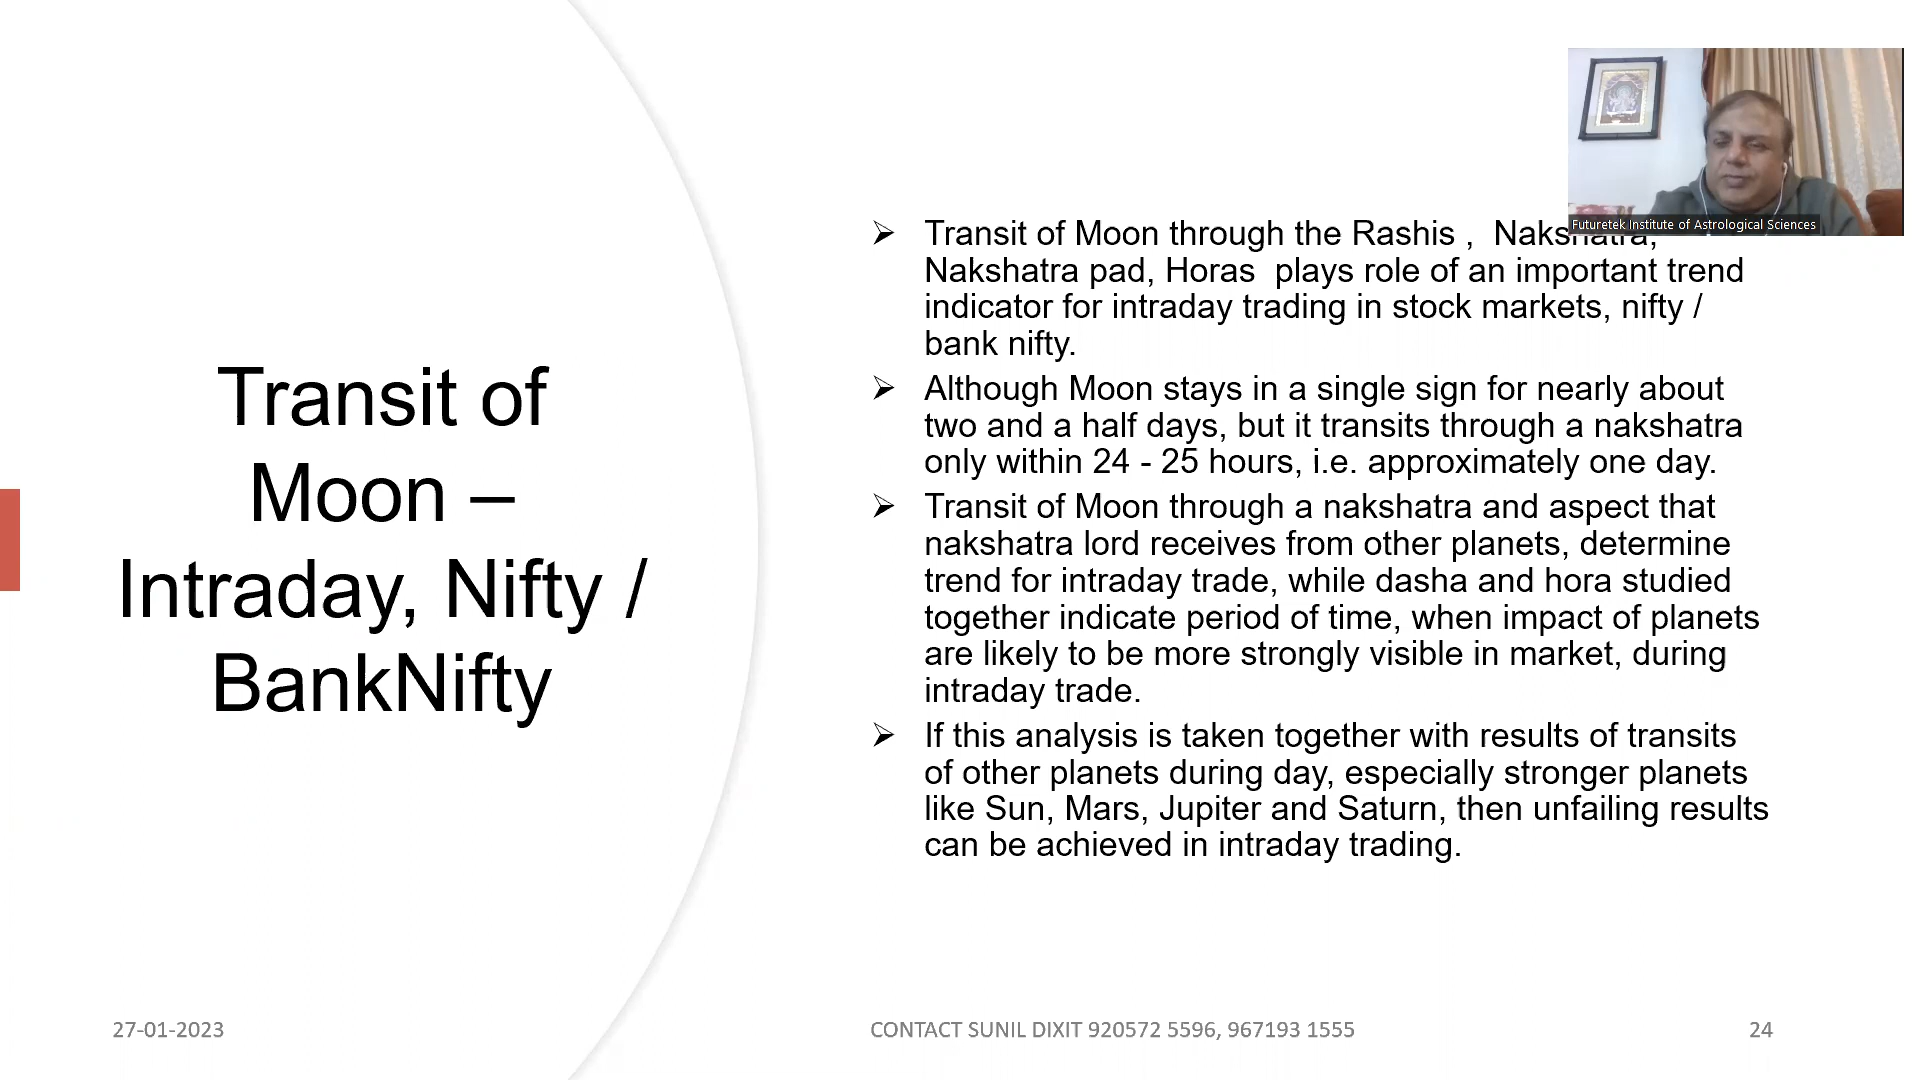 Futuretek Institute of Astrological Sciences
Transit of
Moon –
Intraday, Nifty /
BankNifty
Transit of Moon through the Rashis , Nakshatra,
Nakshatra pad, Horas plays role of an important trend
indicator for intraday trading in stock markets, nifty /
bank nifty.
Although Moon stays in a single sign for nearly about
two and a half days, but it transits through a nakshatra
only within 24 - 25 hours, i.e. approximately one day.
Transit of Moon through a nakshatra and aspect that
nakshatra lord receives from other planets, determine
trend for intraday trade, while dasha and hora studied
together indicate period of time, when impact of planets
are likely to be more strongly visible in market, during
intraday trade.
If this analysis is taken together with results of transits
of other planets during day, especially stronger planets
like Sun, Mars, Jupiter and Saturn, then unfailing results
can be achieved in intraday trading.
27-01-2023
CONTACT SUNIL DIXIT 920572 5596, 967193 1555
24